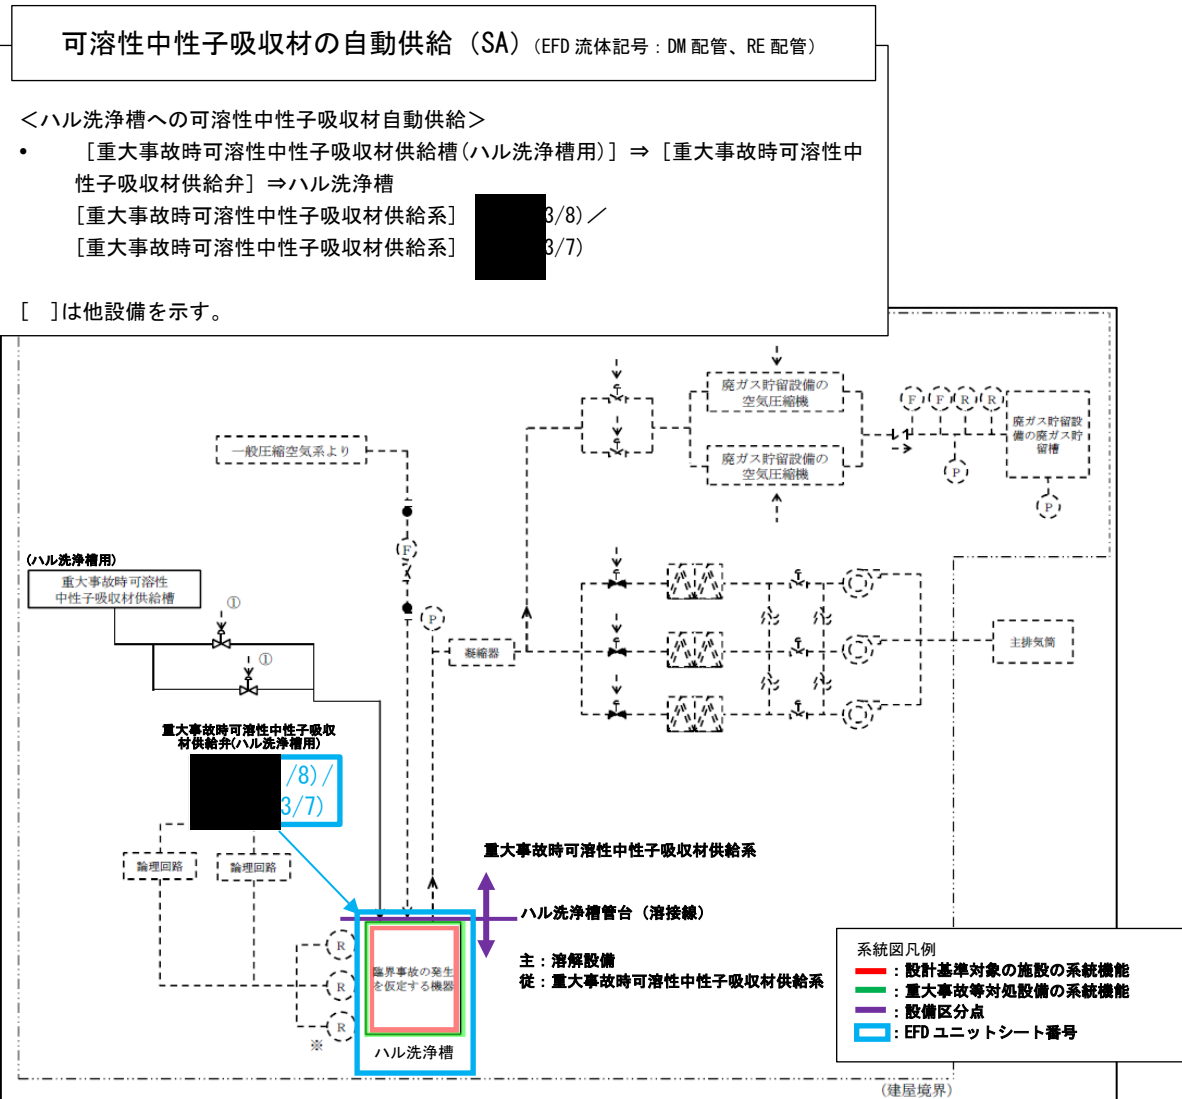 可溶性中性子吸収材の自動供給（SA）（EFD 流体記号：DM 配管、RE 配管）
＜ハル洗浄槽への可溶性中性子吸収材自動供給＞
• ［重大事故時可溶性中性子吸収材供給槽(ハル洗浄槽用)］⇒［重大事故時可溶性中
性子吸収材供給弁］⇒ハル洗浄槽
［重大事故時可溶性中性子吸収材供給系］ 3/8)／
［重大事故時可溶性中性子吸収材供給系］ 3/7)
［ ］は他設備を示す。
廃ガス貯留設備の
空気圧縮機
F F R R
廃ガス貯留設
備の廃ガス貯
留槽
一般圧縮空気系より
廃ガス貯留設備の
空気圧縮機
P
P
F
(ハル洗浄槽用)
重大事故時可溶性
中性子吸収材供給槽
①
P
凝縮器
主排気筒
①
重大事故時可溶性中性子吸収
材供給弁(ハル洗浄槽用)
/8)/
3/7)
論理回路
論理回路
重大事故時可溶性中性子吸収材供給系
ハル洗浄槽管台（溶接線）
主：溶解設備
従：重大事故時可溶性中性子吸収材供給系
R
R
R
※
臨界事故の発生
を仮定する機器
ハル洗浄槽
系統図凡例
：設計基準対象の施設の系統機能
：重大事故等対処設備の系統機能
：設備区分点
：EFD ユニットシート番号
(建屋境界)